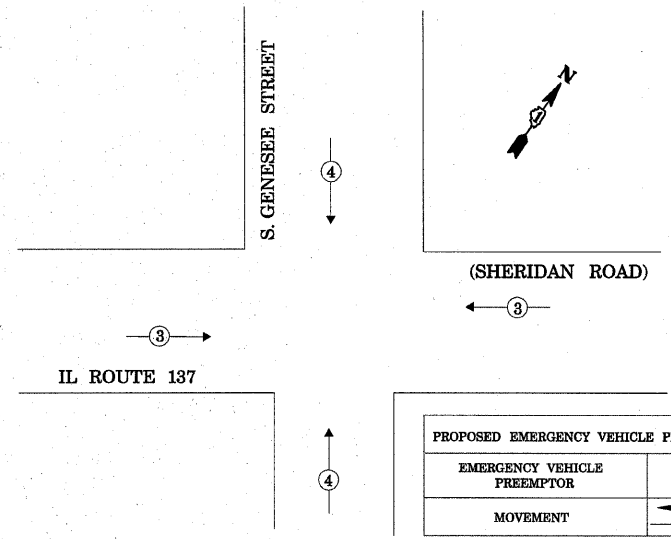 N
S. GENESEE STREET
4
(SHERIDAN ROAD)
3
3
IL ROUTE 137
4
PROPOSED EMERGENCY VEHICLE
EMERGENCY VEHICLE
PREEMPTOR
MOVEMENT